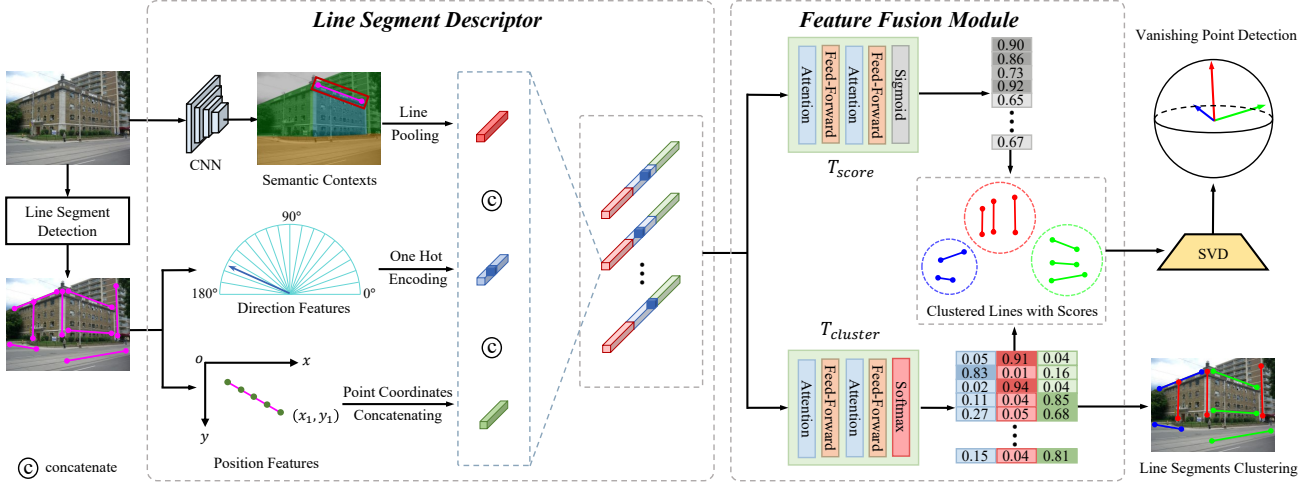 Line Segment Descriptor
Feature Fusion Module
Vanishing Point Detection
CNN
Semantic Contexts
Line
Pooling
Line Segment
Detection
90°
180°
0°
Direction Features
One Hot
Encoding
o
x
y
(x₁, y₁)
Position Features
Point Coordinates
Concatenating
c
c
c concatenate
Attention
Feed-Forward
Attention
Feed-Forward
Sigmoid
T_score
0.90
0.86
0.73
0.92
0.65
0.67
Clustered Lines with Scores
SVD
T_cluster
Attention
Feed-Forward
Attention
Feed-Forward
Softmax
0.05 0.91 0.04
0.83 0.01 0.16
0.02 0.94 0.04
0.11 0.04 0.85
0.27 0.05 0.68
0.15 0.04 0.81
Line Segments Clustering